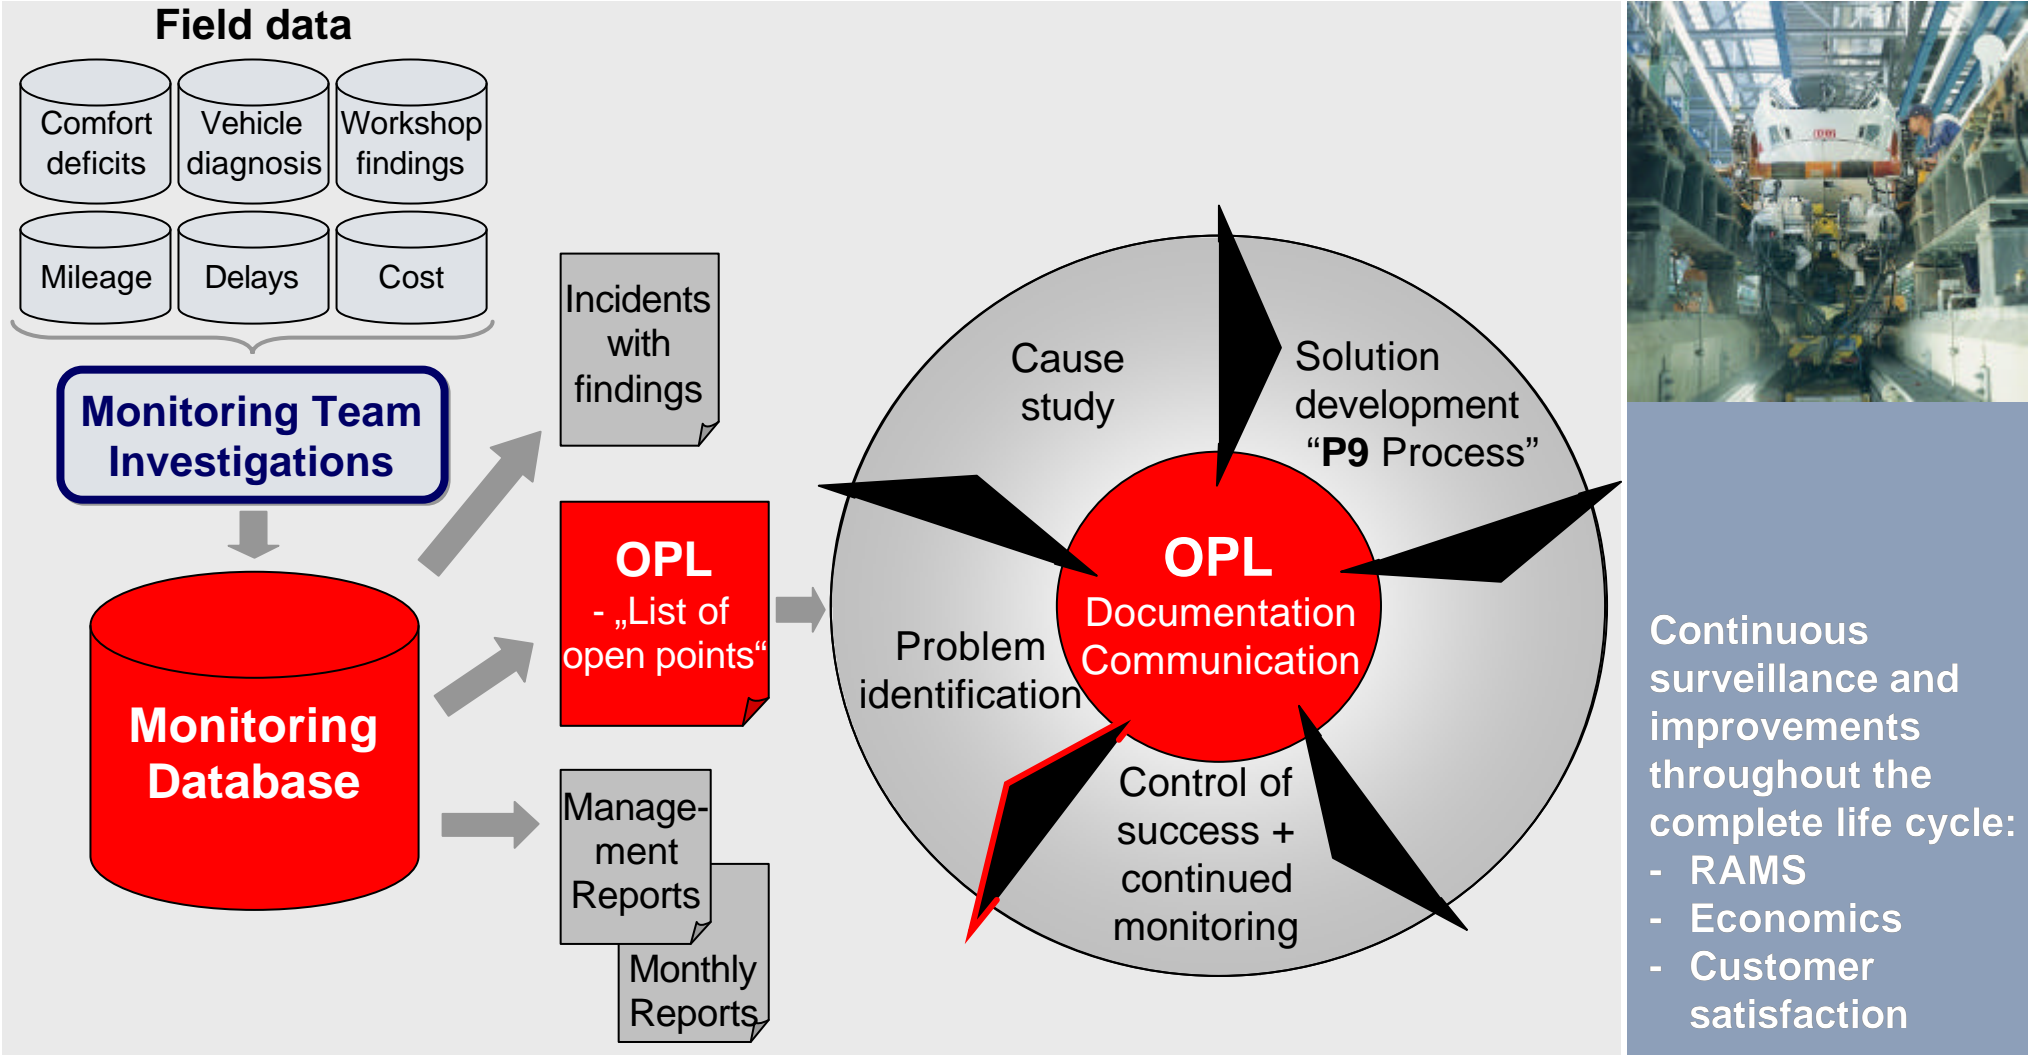 Field data
Comfort
deficits
Vehicle
diagnosis
Workshop
findings
Mileage
Delays
Cost
Monitoring Team
Investigations
Monitoring
Database
Incidents
with
findings
OPL
- „List of
open points“
Manage-
ment
Reports
Monthly
Reports
Cause
study
Solution
development
“P9 Process”
Problem
identification
OPL
Documentation
Communication
Control of
success +
continued
monitoring
Continuous
surveillance and
improvements
throughout the
complete life cycle:
- RAMS
- Economics
- Customer
satisfaction